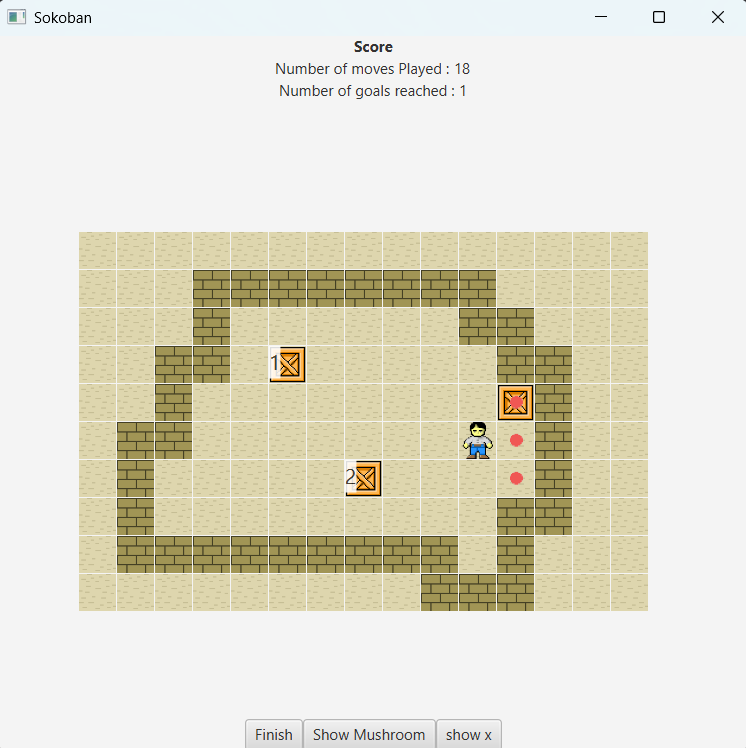 Sokoban
Score
Number of moves Played : 18
Number of goals reached : 1
1
2
Finish
Show Mushroom
show x